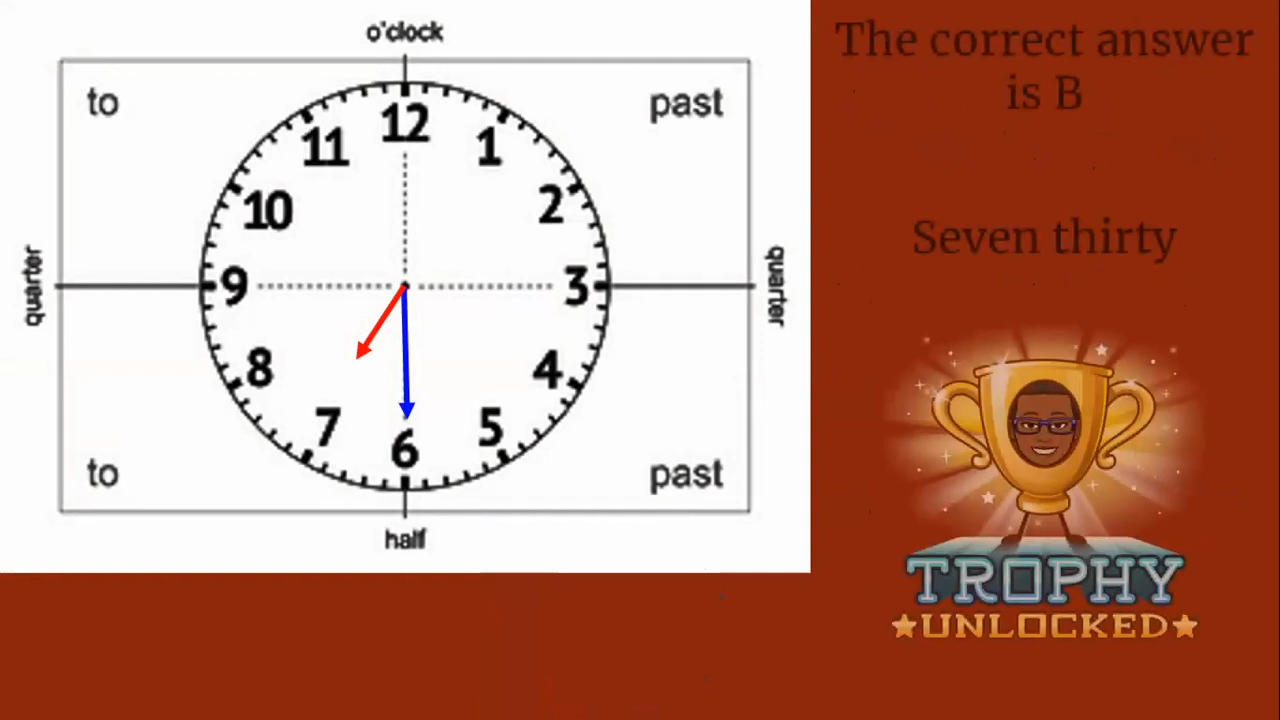 o'clock
to
past
12
11
1
10
2
quarter
9
3
quarter
8
4
7
5
6
to
past
half
The correct answer
is B
Seven thirty
TROPHY
UNLOCKED